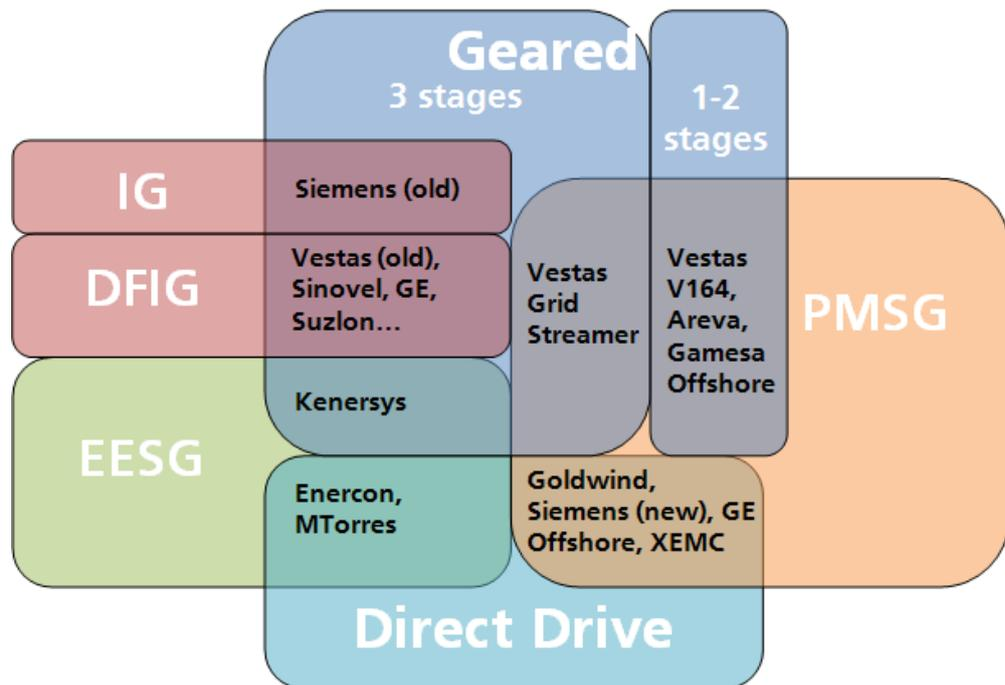 Geared
3 stages
1-2
stages
IG
Siemens (old)
DFIG
Vestas (old),
Sinovel, GE,
Suzlon...
Vestas
Grid
Streamer
Vestas
V164,
Areva,
Gamesa
Offshore
PMSG
EESG
Kenersys
Enercon,
MTorres
Goldwind,
Siemens (new), GE
Offshore, XEMC
Direct Drive